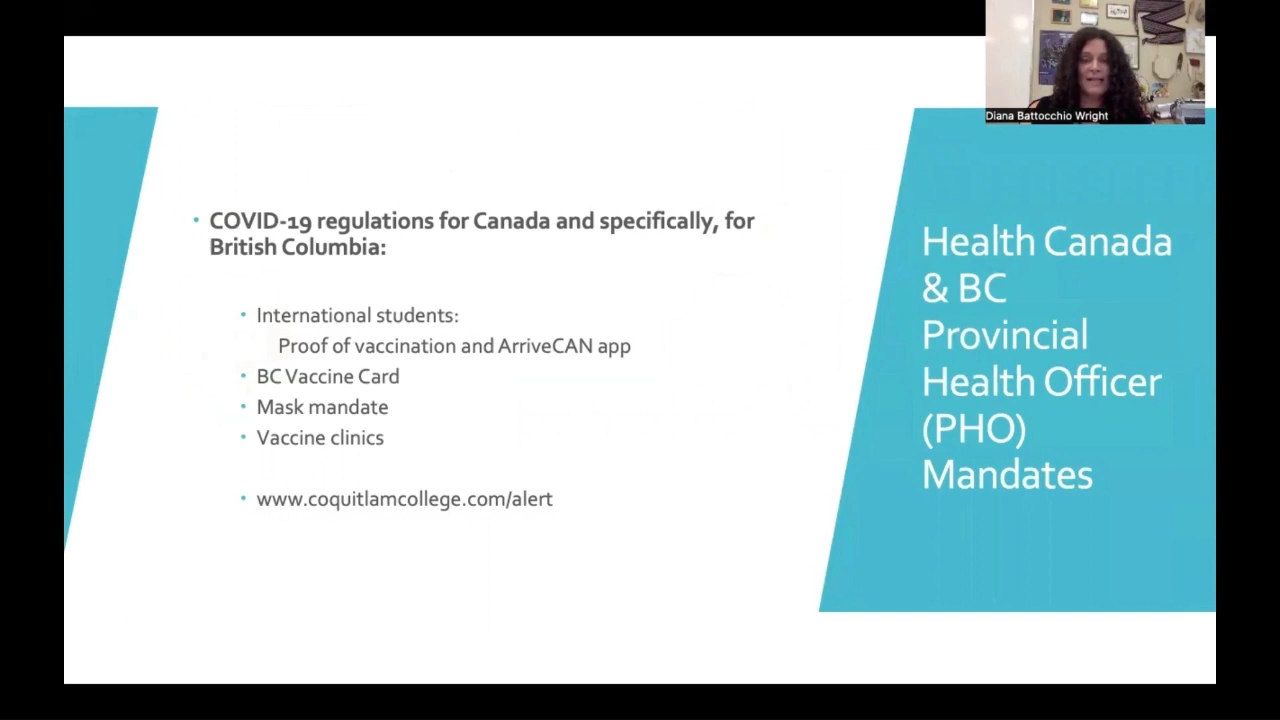 Diana Battocchio Wright
• COVID-19 regulations for Canada and specifically, for
British Columbia:
• International students:
Proof of vaccination and ArriveCAN app
• BC Vaccine Card
• Mask mandate
• Vaccine clinics
• www.coquitlamcollege.com/alert
Health Canada
& BC
Provincial
Health Officer
(PHO)
Mandates